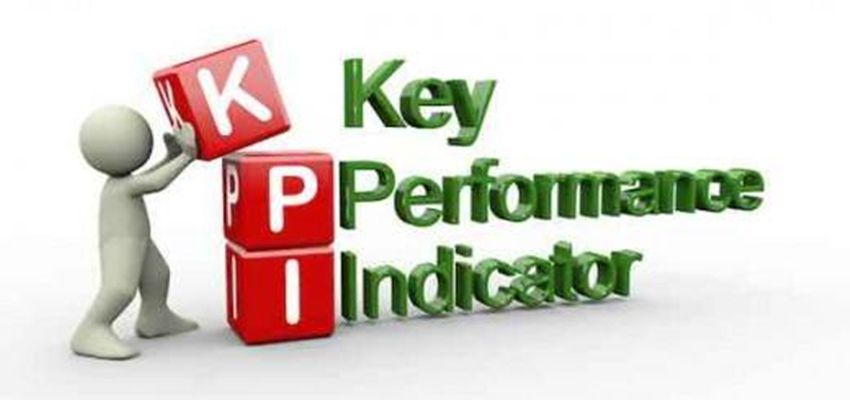 K Key
P Performance
I Indicator